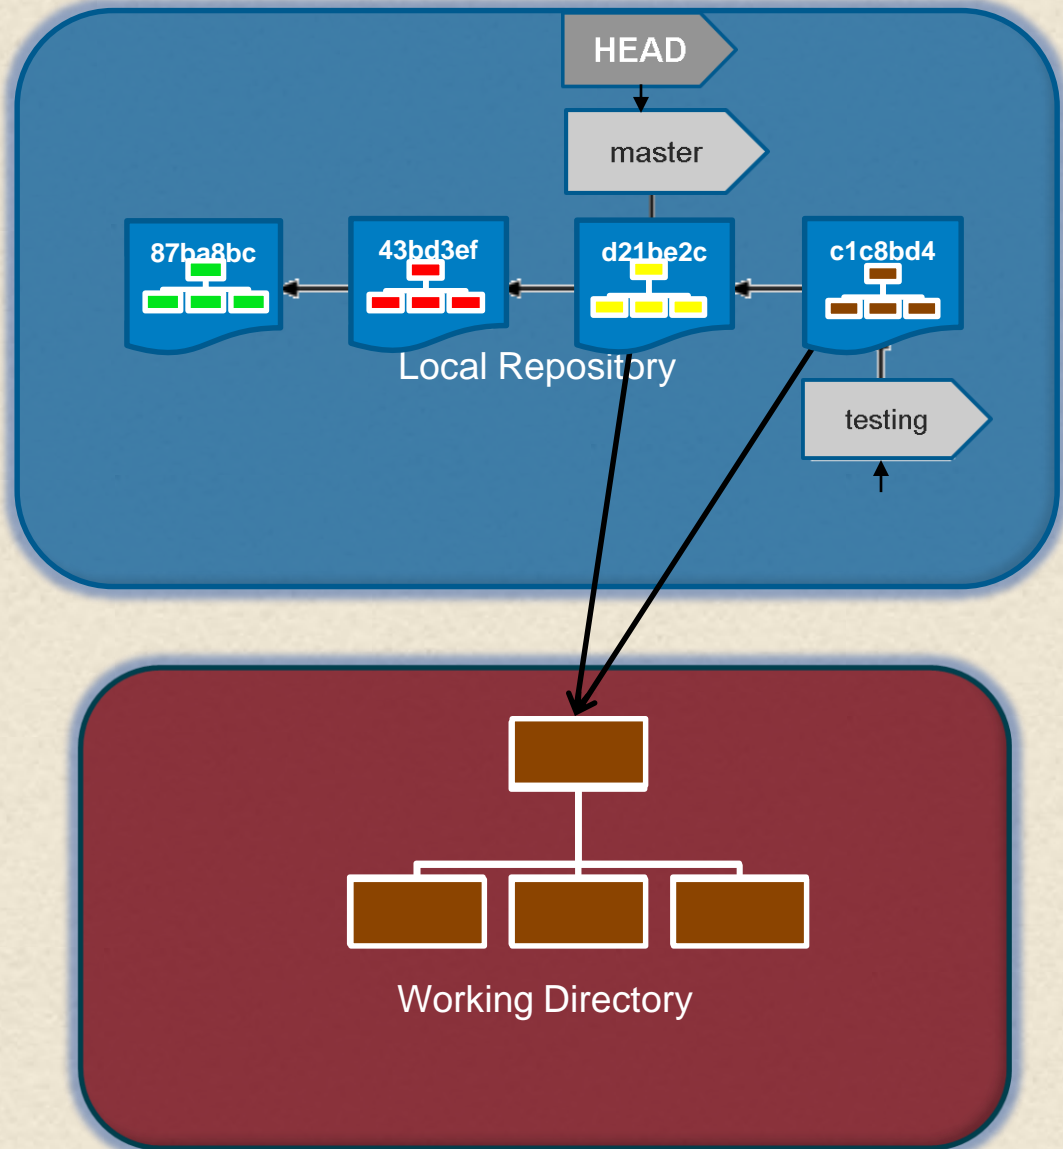 HEAD
master
87ba8bc
43bd3ef
d21be2c
c1c8bd4
Local Repository
testing
Working Directory